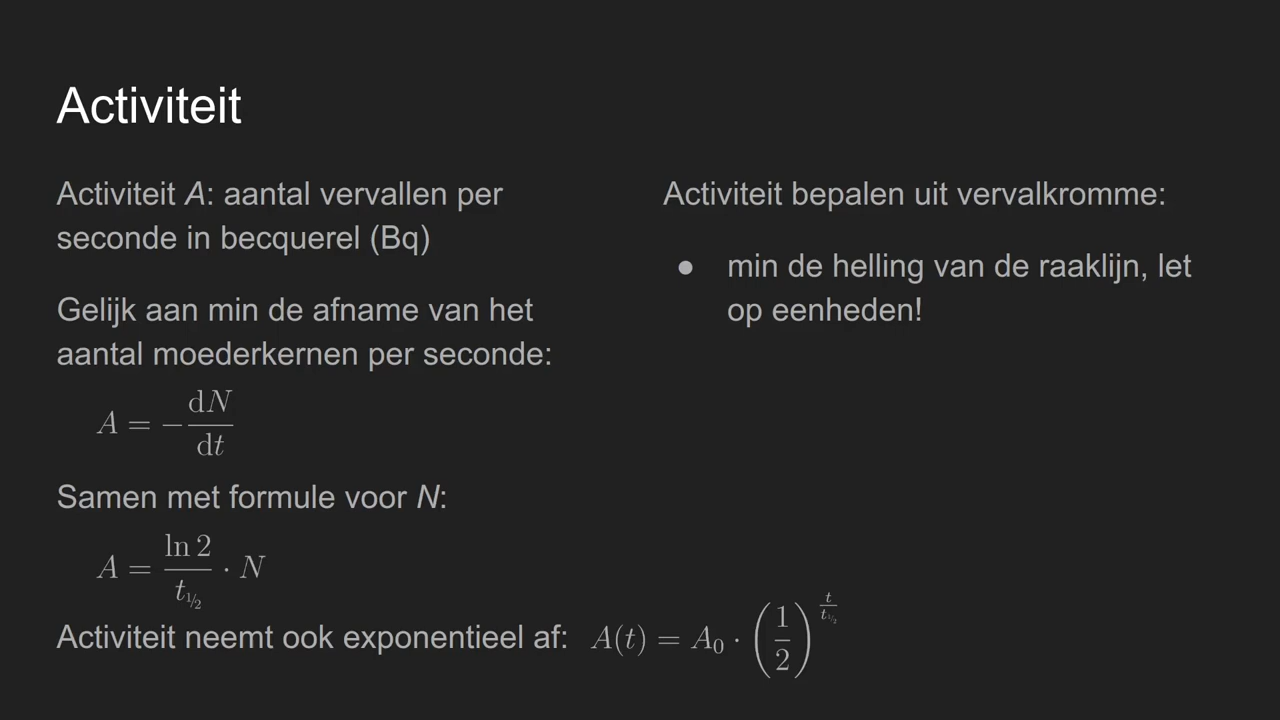 Activiteit
Activiteit A: aantal vervallen per
seconde in becquerel (Bq)
Gelijk aan min de afname van het
aantal moederkernen per seconde:
A = −dN/dt
Samen met formule voor N:
A = ln 2/t½ · N
Activiteit neemt ook exponentieel af: A(t) = A₀ · (1/2)^(t/t½)
Activiteit bepalen uit vervalkromme:
● min de helling van de raaklijn, let
op eenheden!